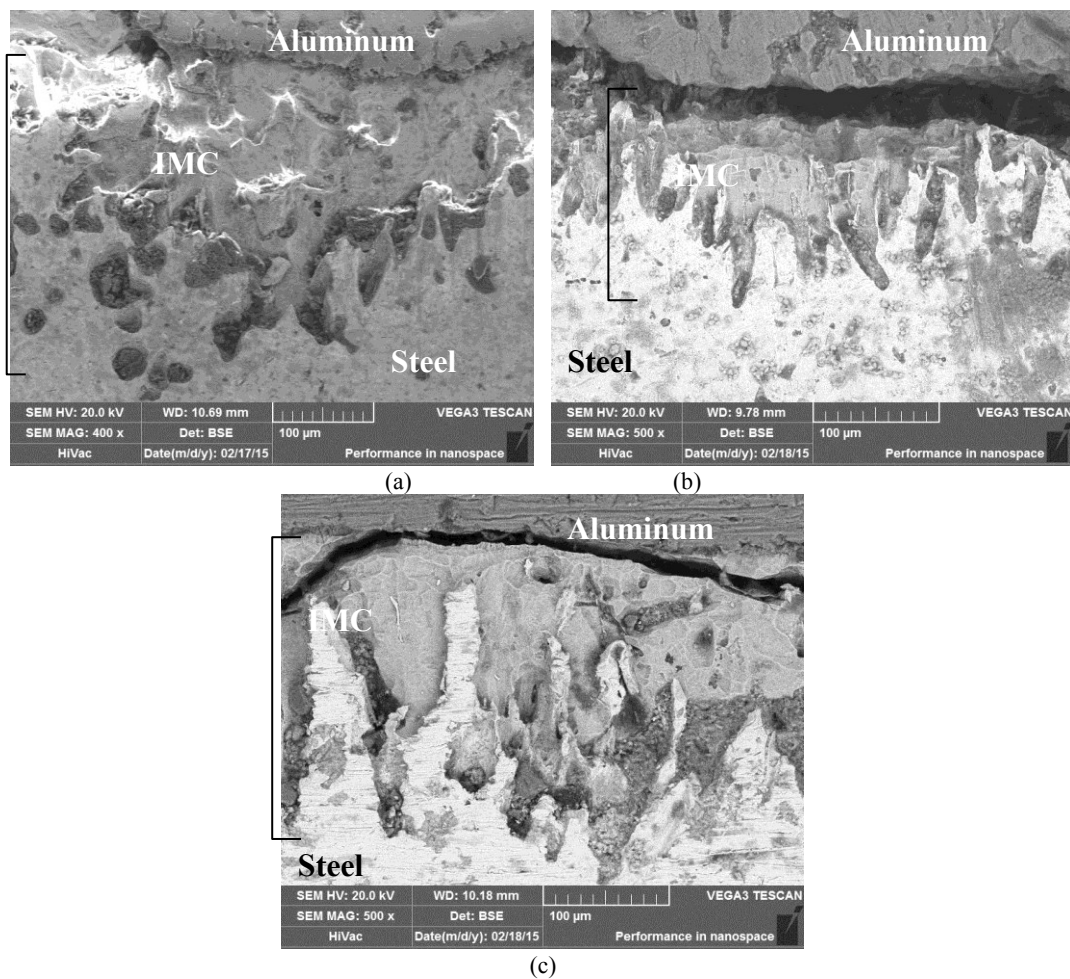 Aluminum
IMC
Steel
SEM HV: 20.0 kV WD: 10.69 mm VEGA3 TESCAN
SEM MAG: 400 x Det: BSE 100 µm
HiVac Date(m/d/y): 02/17/15 Performance in nanospace
(a)
Aluminum
IMC
Steel
SEM HV: 20.0 kV WD: 9.78 mm VEGA3 TESCAN
SEM MAG: 500 x Det: BSE 100 µm
HiVac Date(m/d/y): 02/18/15 Performance in nanospace
(b)
Aluminum
IMC
Steel
SEM HV: 20.0 kV WD: 10.18 mm VEGA3 TESCAN
SEM MAG: 500 x Det: BSE 100 µm
HiVac Date(m/d/y): 02/18/15 Performance in nanospace
(c)